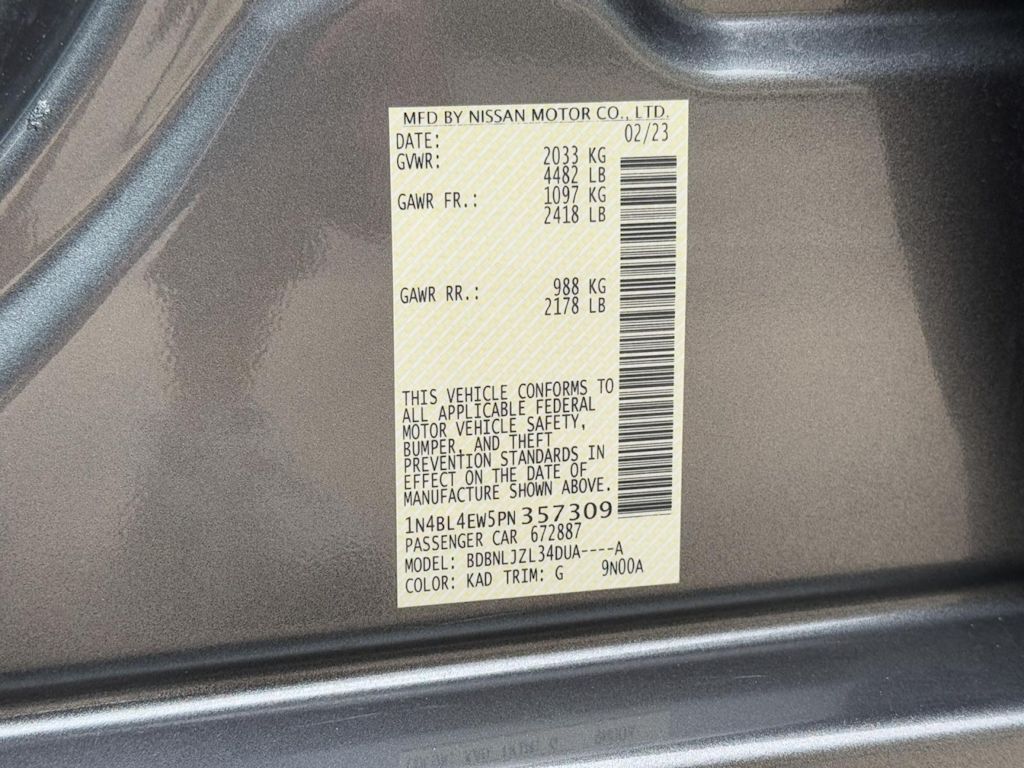 MFD BY NISSAN MOTOR CO., LTD.
DATE: 02/23
GVWR: 2033 KG
4482 LB
GAWR FR.: 1097 KG
2418 LB
GAWR RR.: 988 KG
2178 LB
THIS VEHICLE CONFORMS TO
ALL APPLICABLE FEDERAL
MOTOR VEHICLE SAFETY,
BUMPER, AND THEFT
PREVENTION STANDARDS IN
EFFECT ON THE DATE OF
MANUFACTURE SHOWN ABOVE.
1N4BL4EW5PN357309
PASSENGER CAR 672887
MODEL: BDBNLJZL34DUA----A
COLOR: KAD TRIM: G 9N00A